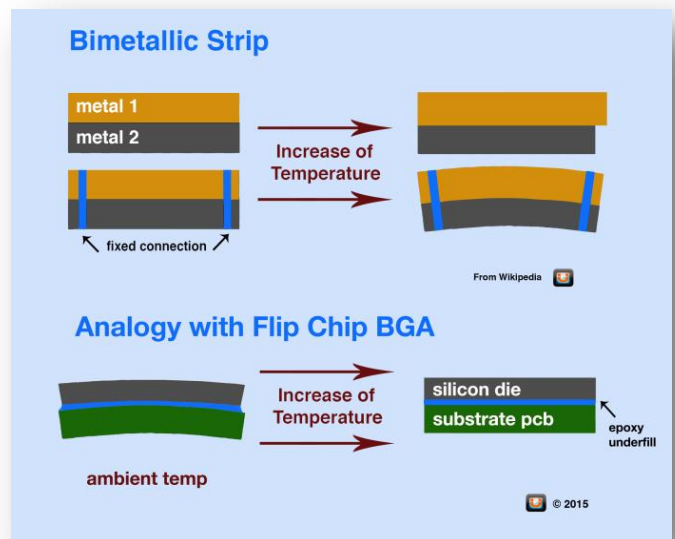 Bimetallic Strip
metal 1
metal 2
Increase of
Temperature
fixed connection
From Wikipedia
Analogy with Flip Chip BGA
Increase of
Temperature
silicon die
substrate pcb
epoxy
underfill
ambient temp
© 2015